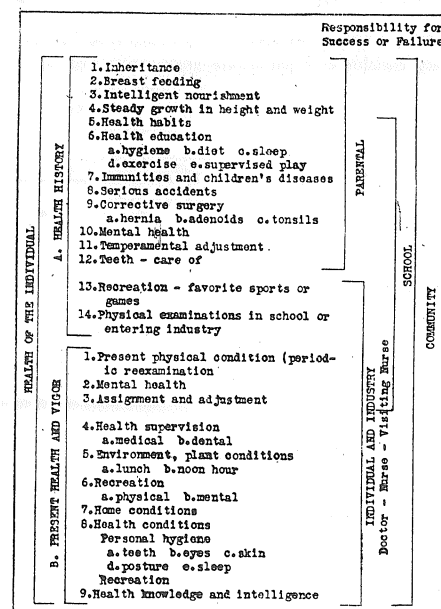 Responsibility for
Success or Failure
HEALTH OF THE INDIVIDUAL
A. HEALTH HISTORY
1.Inheritance
2.Breast feeding
3.Intelligent nourishment
4.Steady growth in height and weight
5.Health habits
6.Health education
a.hygiene b.diet c.sleep
d.exercise e.supervised play
7.Immunities and children's diseases
8.Serious accidents
9.Corrective surgery
a.hernia b.adenoids c.tonsils
10.Mental health
11.Temperamental adjustment.
12.Teeth - care of
13.Recreation - favorite sports or
games
14.Physical examinations in school or
entering industry
B. PRESENT HEALTH AND VIGOR
1.Present physical condition (period-
ic reexamination
2.Mental health
3.Assignment and adjustment
4.Health supervision
a.medical b.dental
5.Environment, plant conditions
a.lunch b.noon hour
6.Recreation
a.physical b.mental
7.Home conditions
8.Health conditions
Personal hygiene
a.teeth b.eyes c.skin
d.posture e.sleep
Recreation
9.Health knowledge and intelligence
PARENTAL
INDIVIDUAL AND INDUSTRY
Doctor - Nurse - Visiting Nurse
SCHOOL
COMMUNITY